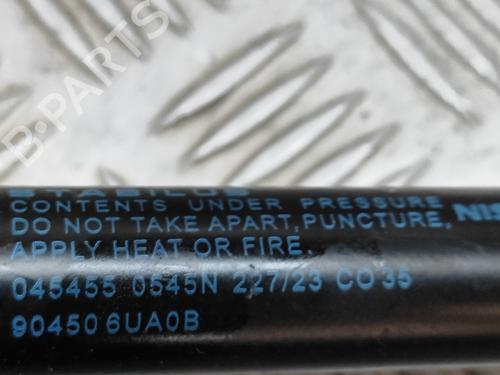 STABILUS
CONTENTS UNDER PRESSURE
DO NOT TAKE APART, PUNCTURE,
APPLY HEAT OR FIRE.
045455 0545N 227/23 CO35
90450 6UA0B
B-PARTS